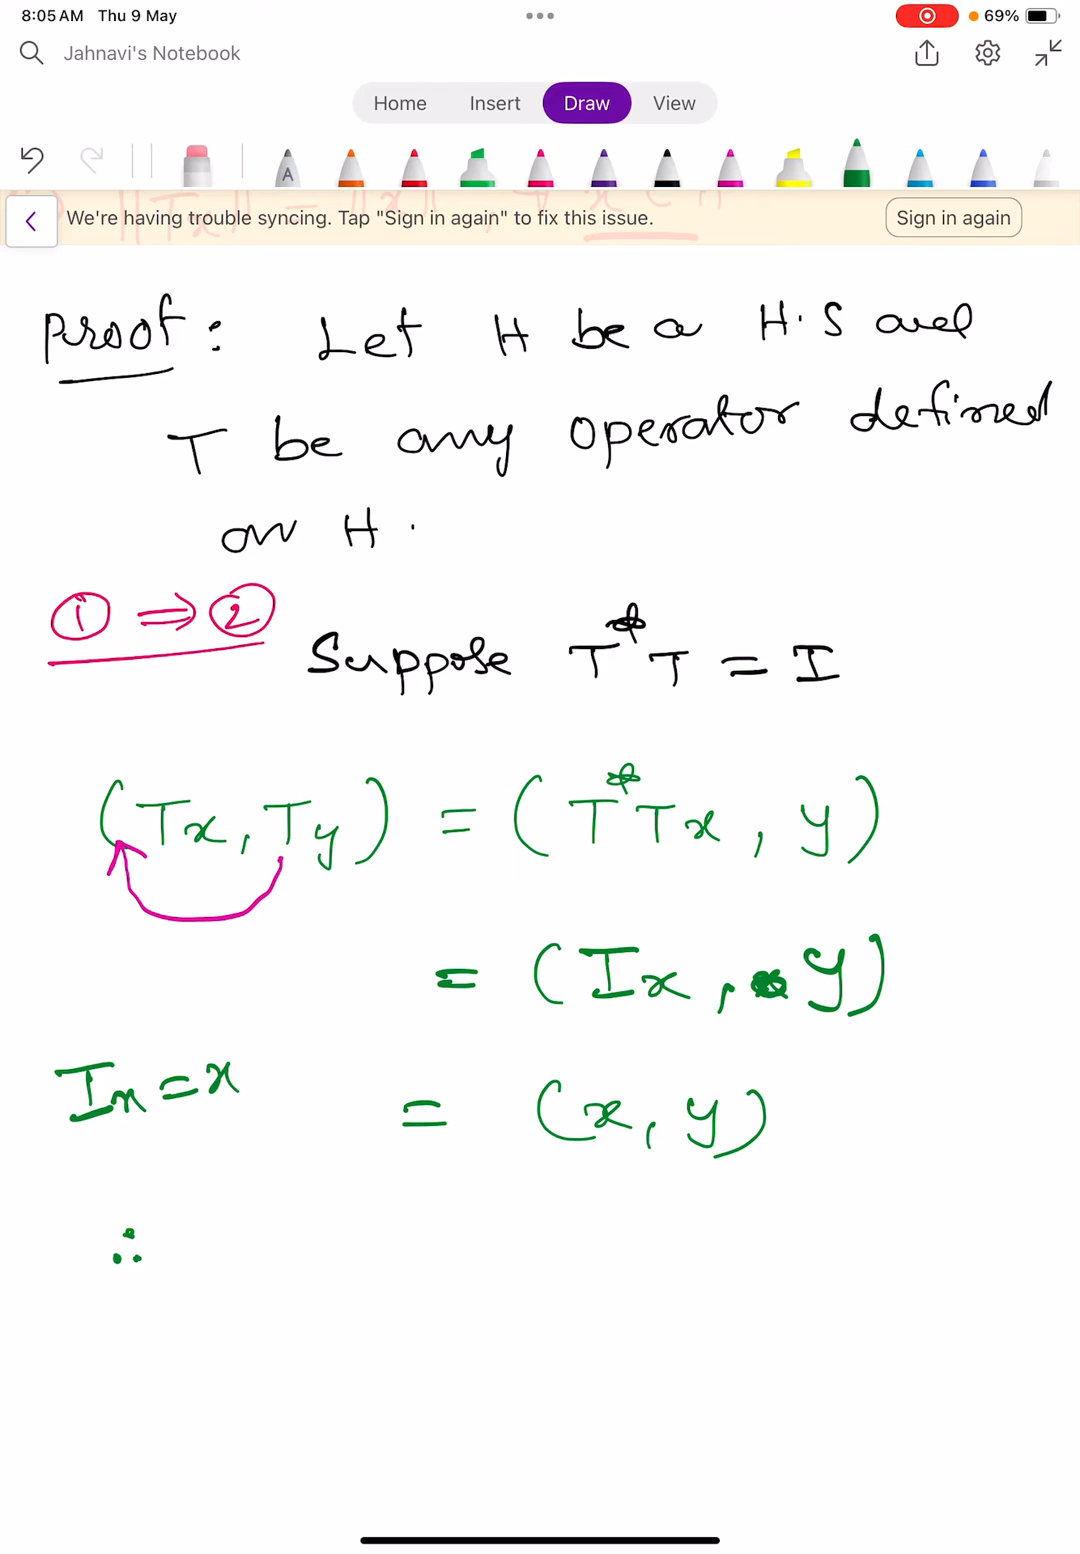 8:05 AM Thu 9 May
69%
Jahnavi's Notebook
Home Insert Draw View
A
We're having trouble syncing. Tap "Sign in again" to fix this issue.
Sign in again
Proof: Let H be a H.S and
T be any operator defined
on H.
① ⇒ ② Suppose T*T = I
(Tx, Ty) = (T*Tx, y)
= (Ix, y)
Ix = x = (x, y)
∴